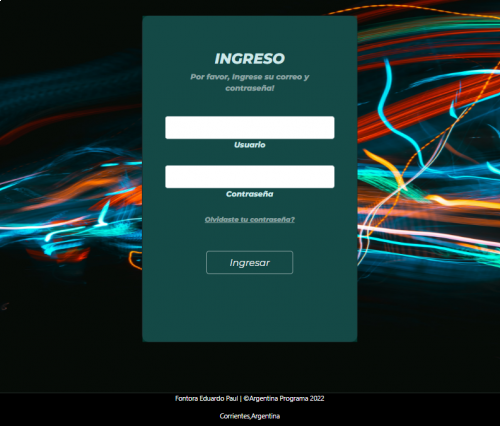 INGRESO
Por favor, ingrese su correo y
contraseña!
Usuario
Contraseña
Olvidaste tu contraseña?
Ingresar
Fontora Eduardo Paul | ©Argentina Programa 2022
Corrientes,Argentina